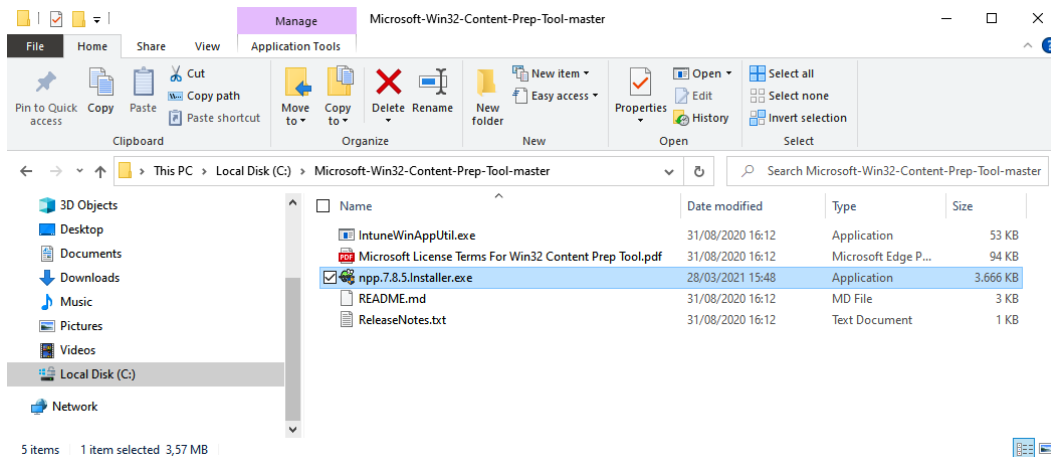 Manage
Microsoft-Win32-Content-Prep-Tool-master
File
Home
Share
View
Application Tools
Pin to Quick access
Copy
Paste
Cut
Copy path
Paste shortcut
Clipboard
Move to
Copy to
Delete
Rename
Organize
New folder
New item
Easy access
New
Properties
Open
Edit
History
Open
Select all
Select none
Invert selection
Select
This PC > Local Disk (C:) > Microsoft-Win32-Content-Prep-Tool-master
Search Microsoft-Win32-Content-Prep-Tool-master
3D Objects
Desktop
Documents
Downloads
Music
Pictures
Videos
Local Disk (C:)
Network
Name Date modified Type Size
IntuneWinAppUtil.exe 31/08/2020 16:12 Application 53 KB
Microsoft License Terms For Win32 Content Prep Tool.pdf 31/08/2020 16:12 Microsoft Edge P... 94 KB
npp.7.8.5.Installer.exe 28/03/2021 15:48 Application 3.666 KB
README.md 31/08/2020 16:12 MD File 3 KB
ReleaseNotes.txt 31/08/2020 16:12 Text Document 1 KB
5 items 1 item selected 3,57 MB